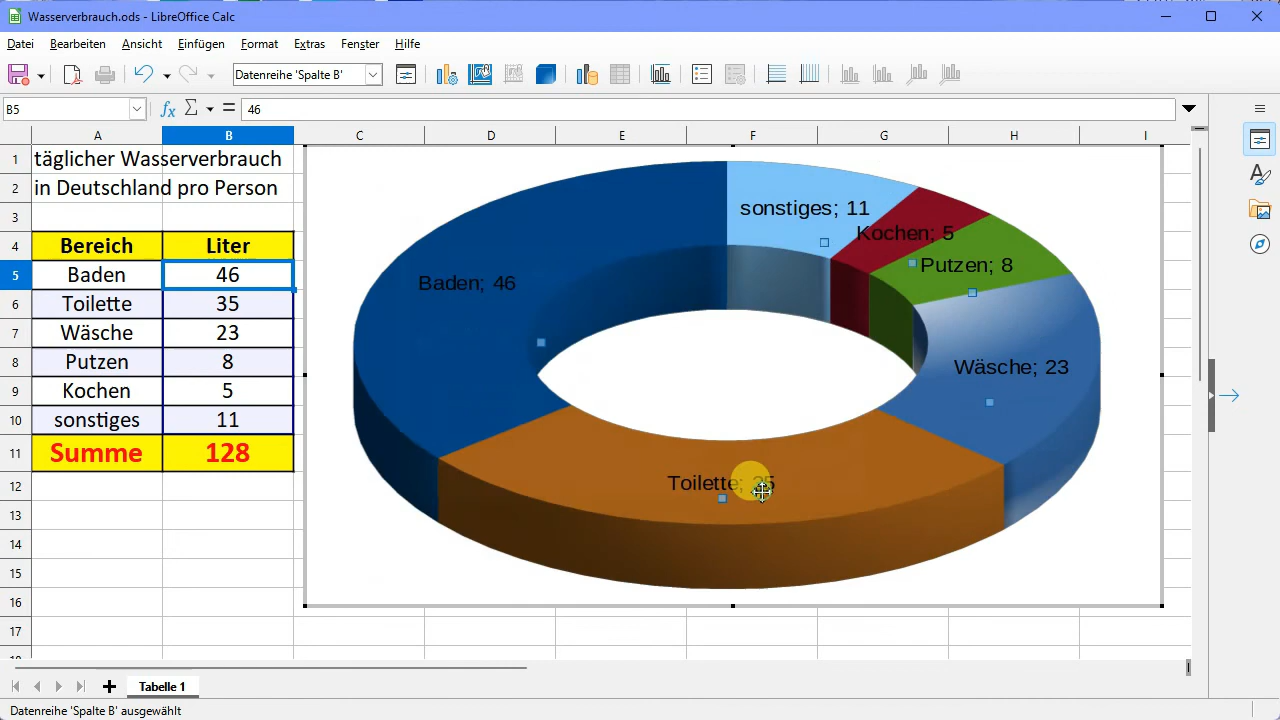 Wasserverbrauch.ods - LibreOffice Calc
Datei Bearbeiten Ansicht Einfügen Format Extras Fenster Hilfe
Datenreihe 'Spalte B'
B5 fx Σ = 46
A B C D E F G H I
1 täglicher Wasserverbrauch
2 in Deutschland pro Person
3
4 Bereich Liter
5 Baden 46
6 Toilette 35
7 Wäsche 23
8 Putzen 8
9 Kochen 5
10 sonstiges 11
11 Summe 128
12
13
14
15
16
17
sonstiges; 11
Kochen; 5
Putzen; 8
Baden; 46
Wäsche; 23
Toilette; 35
Tabelle 1
Datenreihe 'Spalte B' ausgewählt